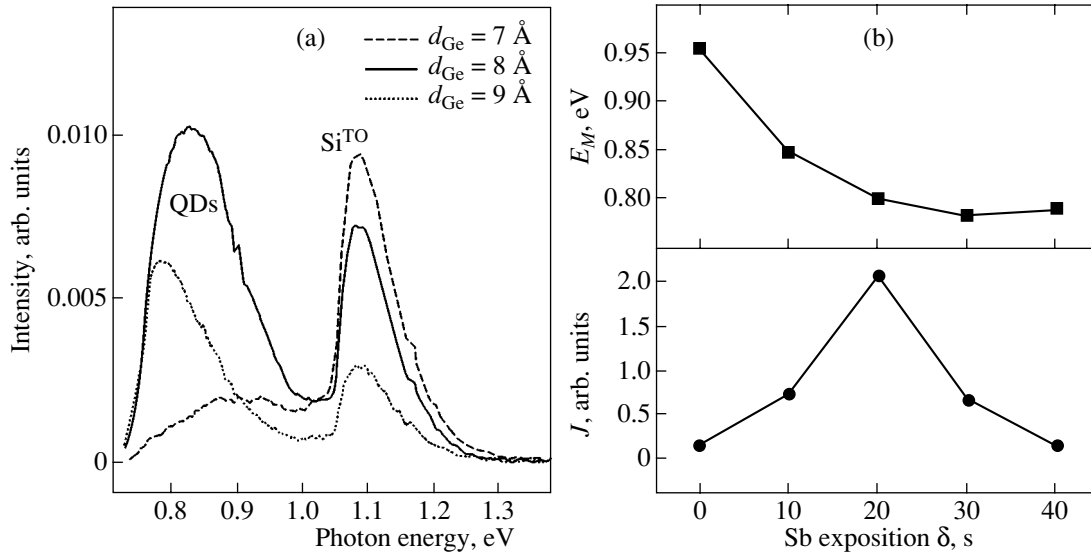 (a)
d_Ge = 7 Å
d_Ge = 8 Å
d_Ge = 9 Å
0.010
0.005
0
Intensity, arb. units
QDs
Si^TO
0.8 0.9 1.0 1.1 1.2 1.3
Photon energy, eV
(b)
0.95
0.90
0.85
0.80
E_M, eV
2.0
1.5
1.0
0.5
0
J, arb. units
0 10 20 30 40
Sb exposition δ, s